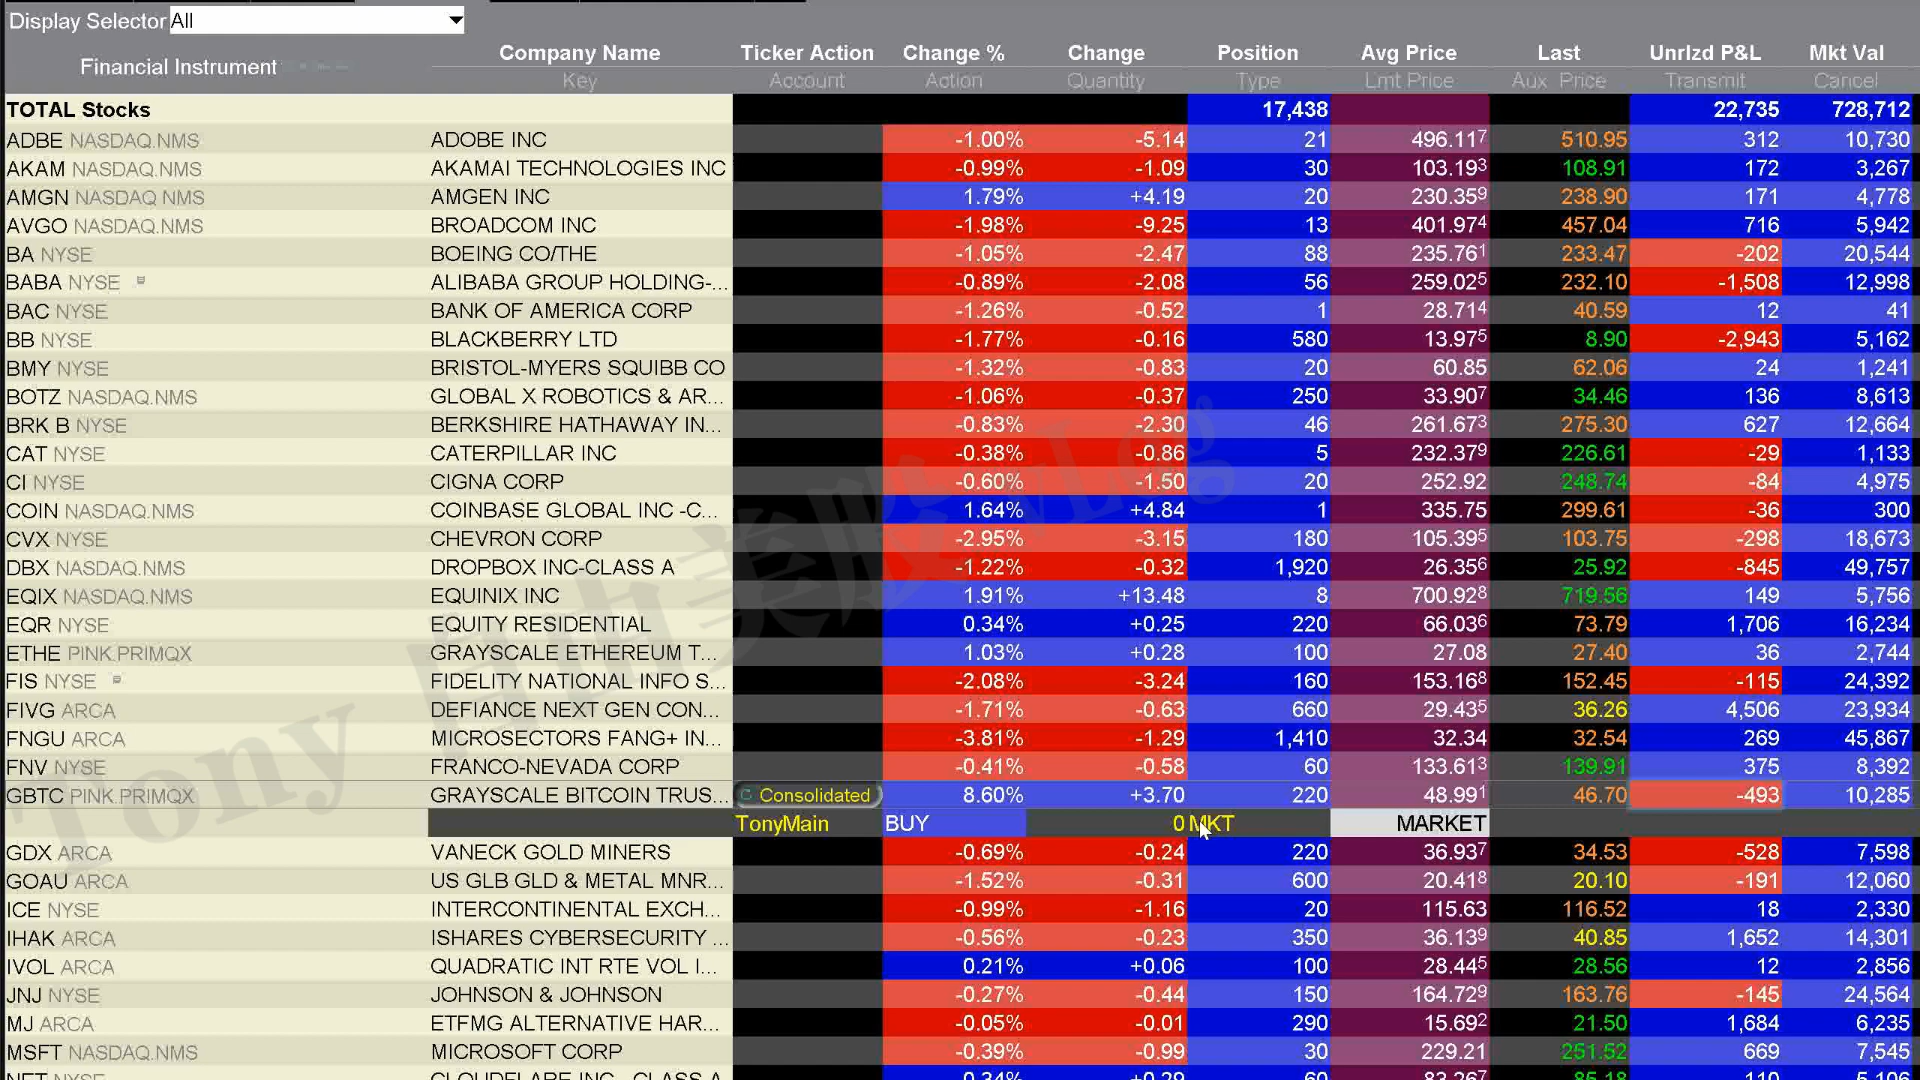 Display Selector All
Financial Instrument Company Name Ticker Action Change % Change Position Avg Price Last Unrlzd P&L Mkt Val
Key Account Action Quantity Type Lmt Price Aux. Price Transmit Cancel
TOTAL Stocks 17,438 22,735 728,712
ADBE NASDAQ.NMS ADOBE INC -1.00% -5.14 21 496.117 510.95 312 10,730
AKAM NASDAQ.NMS AKAMAI TECHNOLOGIES INC -0.99% -1.09 30 103.193 108.91 172 3,267
AMGN NASDAQ.NMS AMGEN INC 1.79% +4.19 20 230.359 238.90 171 4,778
AVGO NASDAQ.NMS BROADCOM INC -1.98% -9.25 13 401.974 457.04 716 5,942
BA NYSE BOEING CO/THE -1.05% -2.47 88 235.761 233.47 -202 20,544
BABA NYSE ALIBABA GROUP HOLDING-... -0.89% -2.08 56 259.025 232.10 -1,508 12,998
BAC NYSE BANK OF AMERICA CORP -1.26% -0.52 1 28.714 40.59 12 41
BB NYSE BLACKBERRY LTD -1.77% -0.16 580 13.975 8.90 -2,943 5,162
BMY NYSE BRISTOL-MYERS SQUIBB CO -1.32% -0.83 20 60.85 62.06 24 1,241
BOTZ NASDAQ.NMS GLOBAL X ROBOTICS & AR... -1.06% -0.37 250 33.907 34.46 136 8,613
BRK B NYSE BERKSHIRE HATHAWAY IN... -0.83% -2.30 46 261.673 275.30 627 12,664
CAT NYSE CATERPILLAR INC -0.38% -0.86 5 232.379 226.61 -29 1,133
CI NYSE CIGNA CORP -0.60% -1.50 20 252.92 248.74 -84 4,975
COIN NASDAQ.NMS COINBASE GLOBAL INC -C... 1.64% +4.84 1 335.75 299.61 -36 300
CVX NYSE CHEVRON CORP -2.95% -3.15 180 105.395 103.75 -298 18,673
DBX NASDAQ.NMS DROPBOX INC-CLASS A -1.22% -0.32 1,920 26.356 25.92 -845 49,757
EQIX NASDAQ.NMS EQUINIX INC 1.91% +13.48 8 700.928 719.56 149 5,756
EQR NYSE EQUITY RESIDENTIAL 0.34% +0.25 220 66.036 73.79 1,706 16,234
ETHE PINK.PRIMQX GRAYSCALE ETHEREUM T... 1.03% +0.28 100 27.08 27.40 36 2,744
FIS NYSE FIDELITY NATIONAL INFO S... -2.08% -3.24 160 153.168 152.45 -115 24,392
FIVG ARCA DEFIANCE NEXT GEN CON... -1.71% -0.63 660 29.435 36.26 4,506 23,934
FNGU ARCA MICROSECTORS FANG+ IN... -3.81% -1.29 1,410 32.34 32.54 269 45,867
FNV NYSE FRANCO-NEVADA CORP -0.41% -0.58 60 133.613 139.91 375 8,392
GBTC PINK.PRIMQX GRAYSCALE BITCOIN TRUS... Consolidated 8.60% +3.70 220 48.991 46.70 -493 10,285
TonyMain BUY 0 MKT MARKET
GDX ARCA VANECK GOLD MINERS -0.69% -0.24 220 36.937 34.53 -528 7,598
GOAU ARCA US GLB GLD & METAL MNR... -1.52% -0.31 600 20.418 20.10 -191 12,060
ICE NYSE INTERCONTINENTAL EXCH... -0.99% -1.16 20 115.63 116.52 18 2,330
IHAK ARCA ISHARES CYBERSECURITY ... -0.56% -0.23 350 36.139 40.85 1,652 14,301
IVOL ARCA QUADRATIC INT RTE VOL I... 0.21% +0.06 100 28.445 28.56 12 2,856
JNJ NYSE JOHNSON & JOHNSON -0.27% -0.44 150 164.729 163.76 -145 24,564
MJ ARCA ETFMG ALTERNATIVE HAR... -0.05% -0.01 290 15.692 21.50 1,684 6,235
MSFT NASDAQ.NMS MICROSOFT CORP -0.39% -0.99 30 229.21 251.52 669 7,545
NET NYSE CLOUDFLARE INC - CLASS A 0.34% +0.29 60 83.267 85.18 110 5,106
Tony 自由美股 vLog